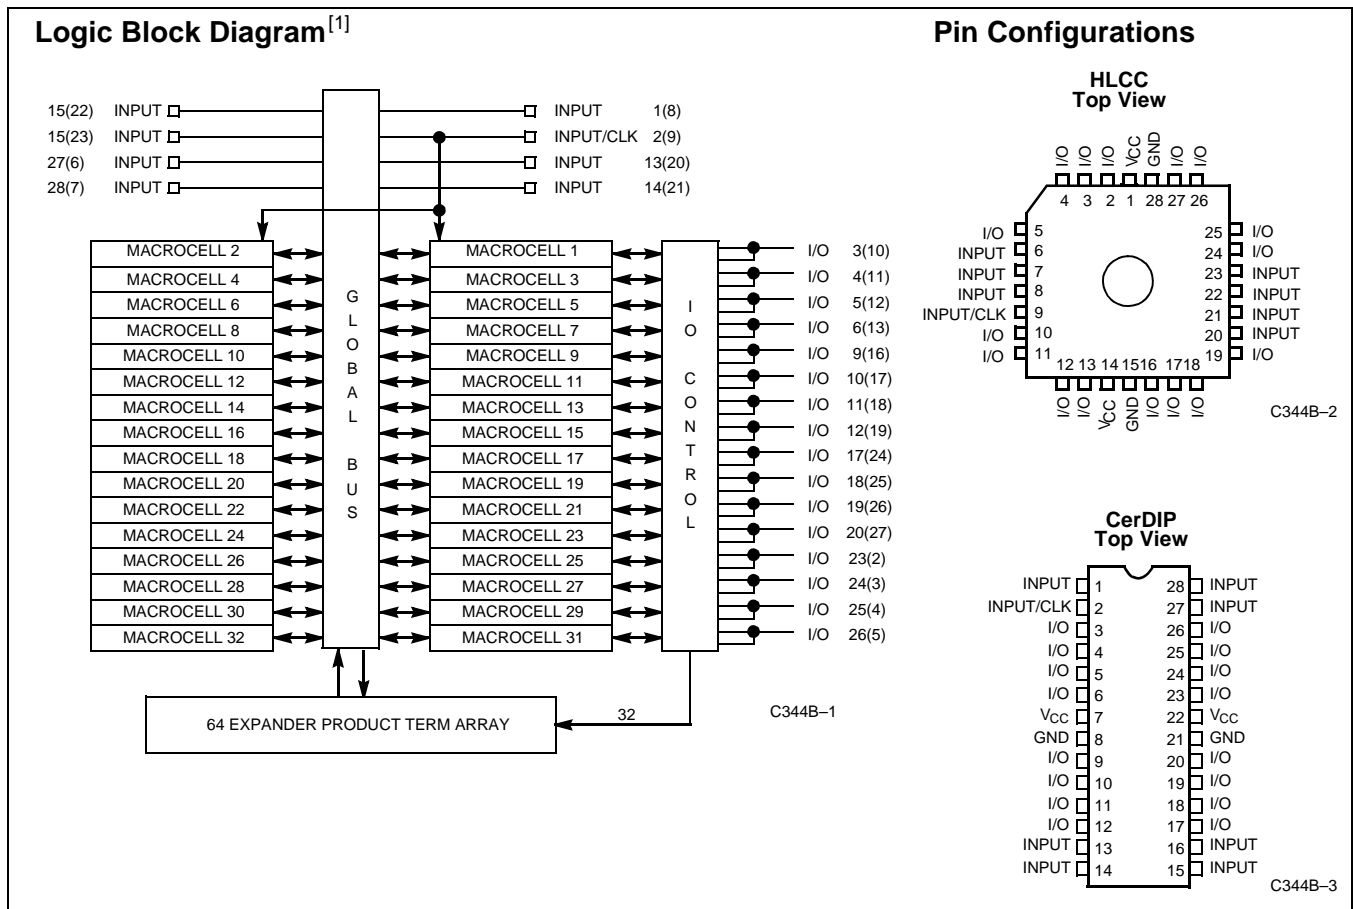 Logic Block Diagram[1]
15(22) INPUT
15(23) INPUT
27(6) INPUT
28(7) INPUT
INPUT 1(8)
INPUT/CLK 2(9)
INPUT 13(20)
INPUT 14(21)
MACROCELL 2
MACROCELL 4
MACROCELL 6
MACROCELL 8
MACROCELL 10
MACROCELL 12
MACROCELL 14
MACROCELL 16
MACROCELL 18
MACROCELL 20
MACROCELL 22
MACROCELL 24
MACROCELL 26
MACROCELL 28
MACROCELL 30
MACROCELL 32
GLOBAL BUS
MACROCELL 1
MACROCELL 3
MACROCELL 5
MACROCELL 7
MACROCELL 9
MACROCELL 11
MACROCELL 13
MACROCELL 15
MACROCELL 17
MACROCELL 19
MACROCELL 21
MACROCELL 23
MACROCELL 25
MACROCELL 27
MACROCELL 29
MACROCELL 31
IO CONTROL
I/O 3(10)
I/O 4(11)
I/O 5(12)
I/O 6(13)
I/O 9(16)
I/O 10(17)
I/O 11(18)
I/O 12(19)
I/O 17(24)
I/O 18(25)
I/O 19(26)
I/O 20(27)
I/O 23(2)
I/O 24(3)
I/O 25(4)
I/O 26(5)
64 EXPANDER PRODUCT TERM ARRAY
32
C344B–1
Pin Configurations
HLCC
Top View
I/O I/O I/O VCC GND I/O I/O
4 3 2 1 28 27 26
I/O 5
INPUT 6
INPUT 7
INPUT 8
INPUT/CLK 9
I/O 10
I/O 11
25 I/O
24 I/O
23 INPUT
22 INPUT
21 INPUT
20 INPUT
19 I/O
12 13 14 15 16 17 18
I/O I/O VCC GND I/O I/O I/O
C344B–2
CerDIP
Top View
INPUT 1 28 INPUT
INPUT/CLK 2 27 INPUT
I/O 3 26 I/O
I/O 4 25 I/O
I/O 5 24 I/O
I/O 6 23 I/O
VCC 7 22 VCC
GND 8 21 GND
I/O 9 20 I/O
I/O 10 19 I/O
I/O 11 18 I/O
I/O 12 17 I/O
INPUT 13 16 INPUT
INPUT 14 15 INPUT
C344B–3